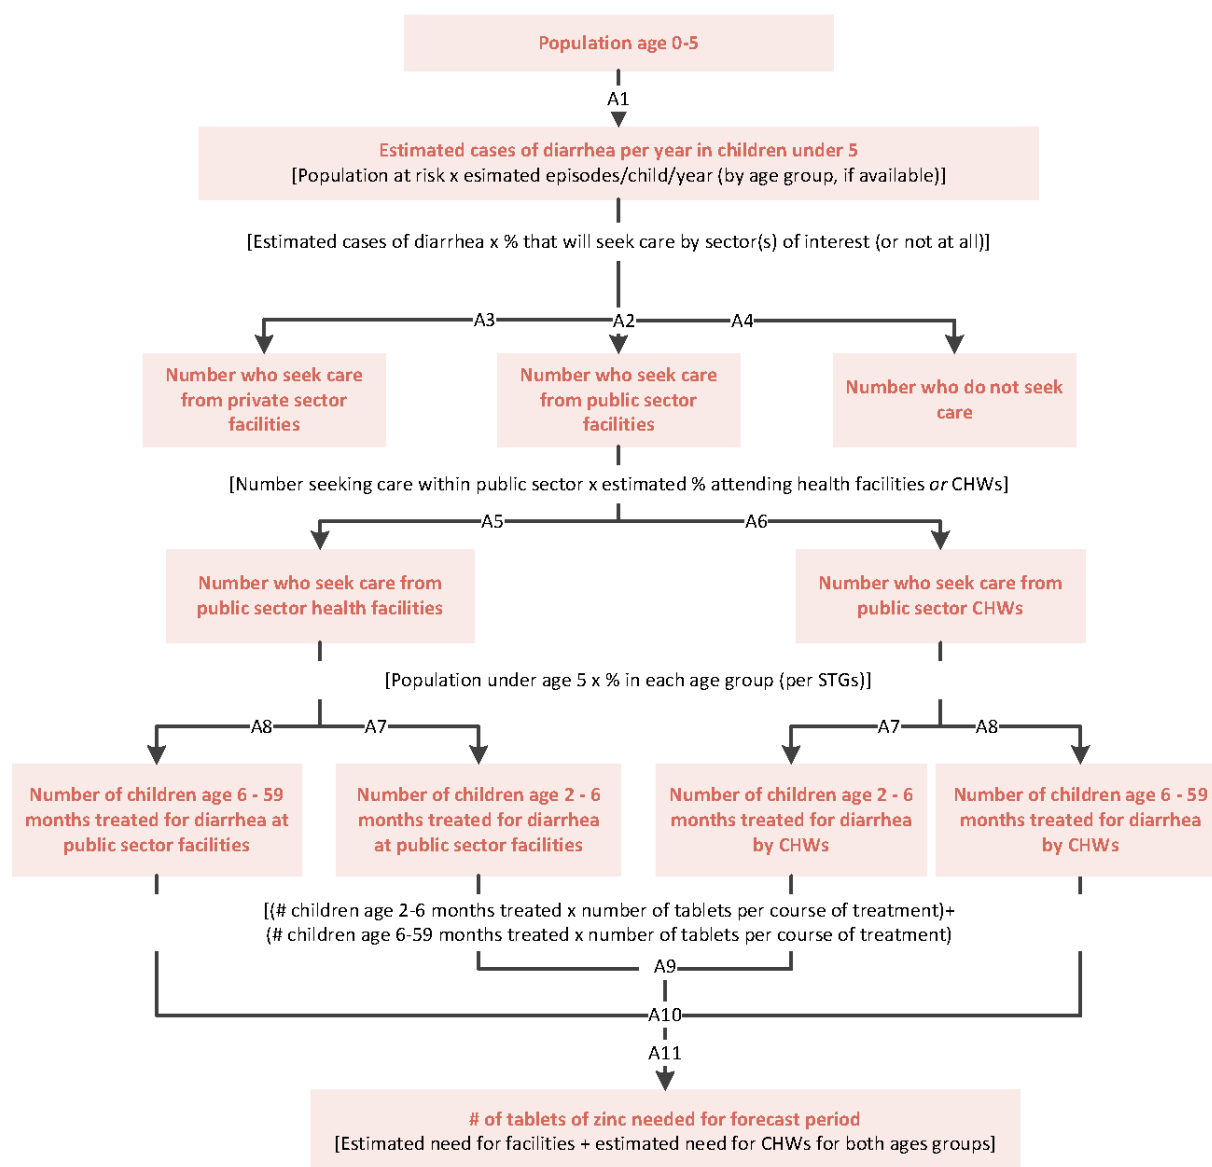 Population age 0-5
A1
Estimated cases of diarrhea per year in children under 5
[Population at risk x esimated episodes/child/year (by age group, if available)]
[Estimated cases of diarrhea x % that will seek care by sector(s) of interest (or not at all)]
A3
A2
A4
Number who seek care
from private sector
facilities
Number who seek care
from public sector
facilities
Number who do not seek
care
[Number seeking care within public sector x estimated % attending health facilities or CHWs]
A5
A6
Number who seek care from
public sector health facilities
Number who seek care from
public sector CHWs
[Population under age 5 x % in each age group (per STGs)]
A8
A7
A7
A8
Number of children age 6 - 59
months treated for diarrhea at
public sector facilities
Number of children age 2 - 6
months treated for diarrhea
at public sector facilities
Number of children age 2 - 6
months treated for diarrhea
by CHWs
Number of children age 6 - 59
months treated for diarrhea
by CHWs
[(# children age 2-6 months treated x number of tablets per course of treatment)+
(# children age 6-59 months treated x number of tablets per course of treatment)
A9
A10
A11
# of tablets of zinc needed for forecast period
[Estimated need for facilities + estimated need for CHWs for both ages groups]